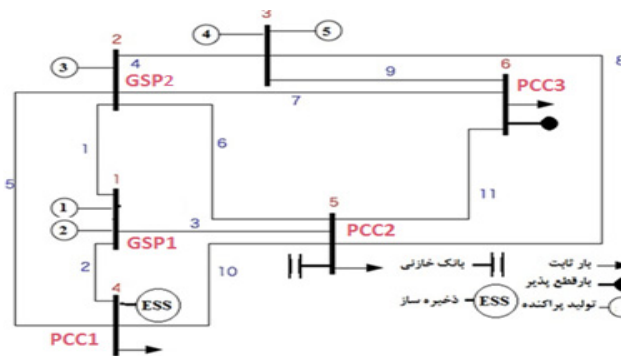 3
4
5
2
4
8
3
GSP2
9
6
PCC3
7
1
6
5
11
1
1
5
2
3
PCC2
GSP1
2
10
بانک خازنی
بار ثابت
بارقطع پذیر
4
ESS
ذخیره ساز
ESS
تولید پراکنده
PCC1